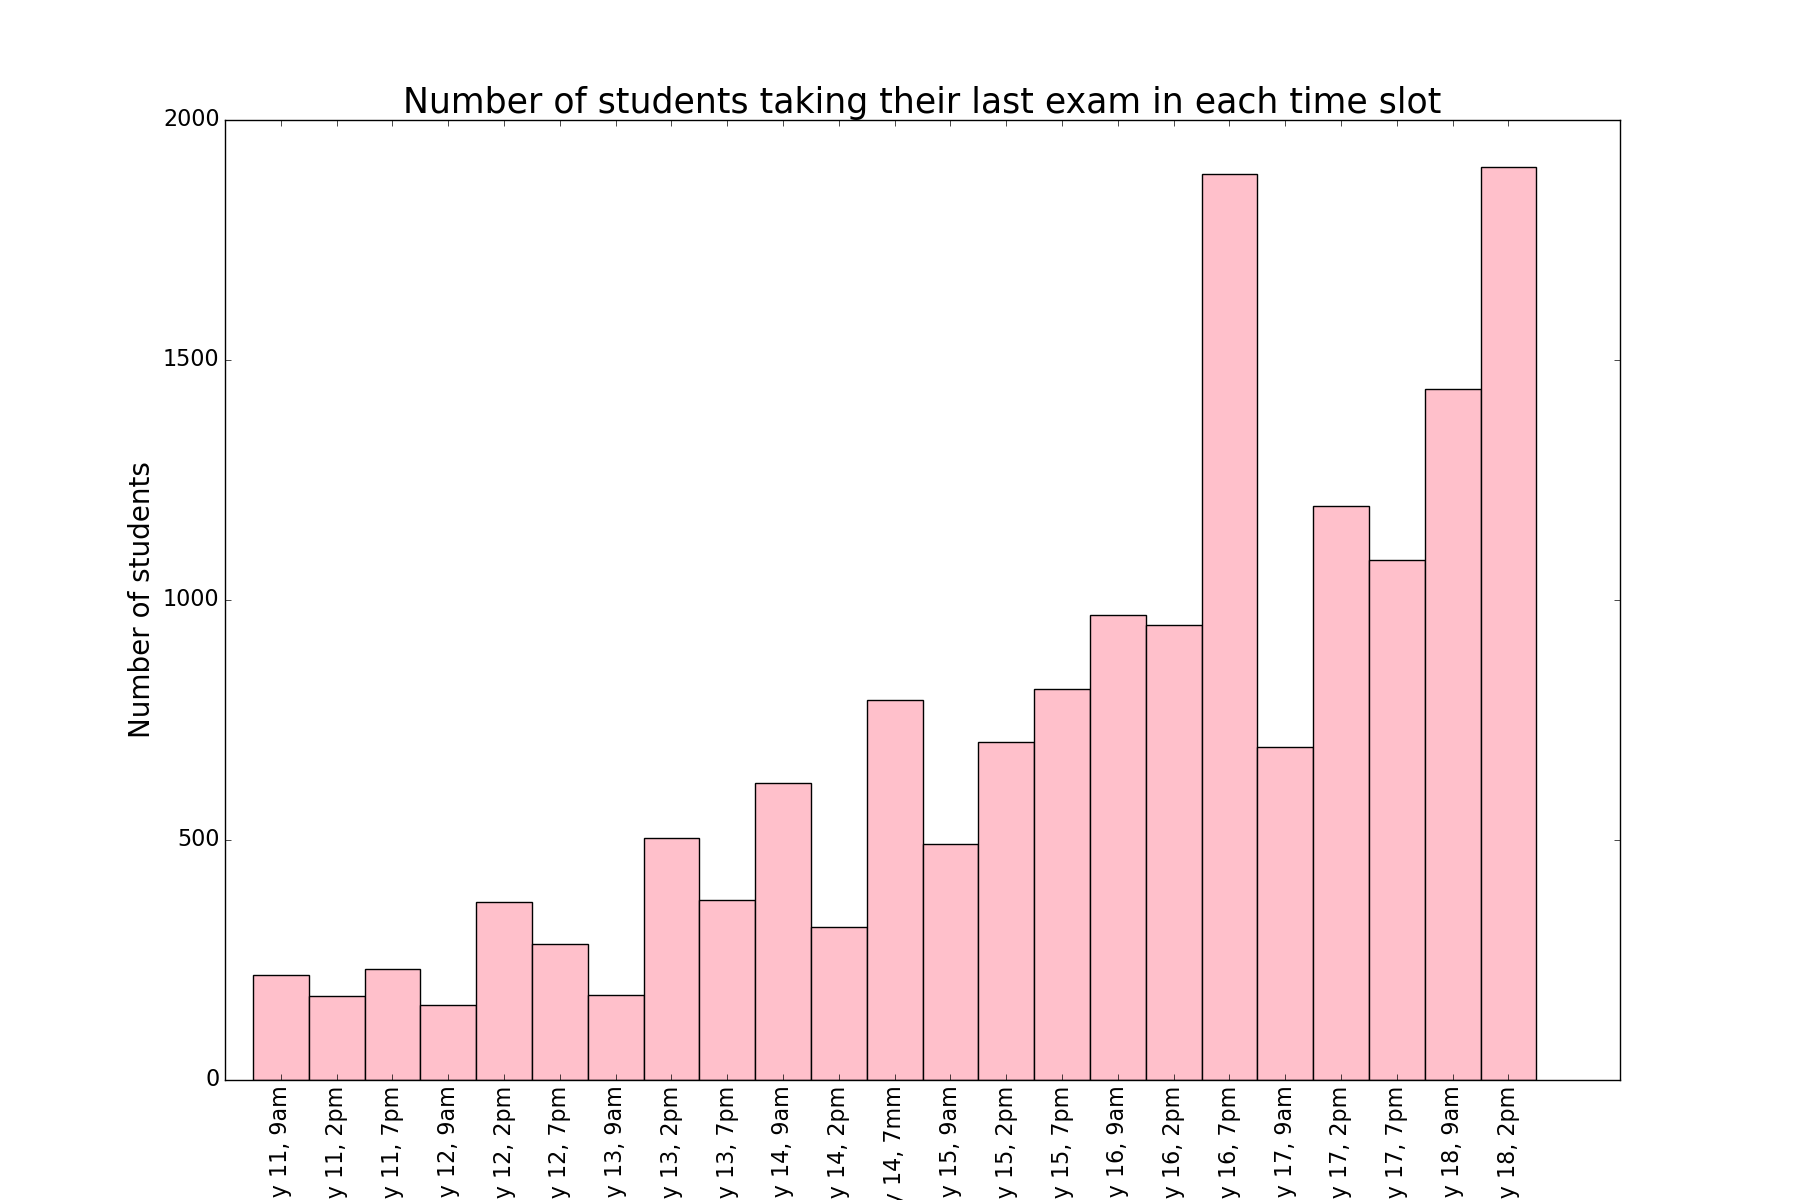 Number of students taking their last exam in each time slot
2000
1500
1000
500
0
Number of students
y 11, 9am
y 11, 2pm
y 11, 7pm
y 12, 9am
y 12, 2pm
y 12, 7pm
y 13, 9am
y 13, 2pm
y 13, 7pm
y 14, 9am
y 14, 2pm
y 14, 7mm
y 15, 9am
y 15, 2pm
y 15, 7pm
y 16, 9am
y 16, 2pm
y 16, 7pm
y 17, 9am
y 17, 2pm
y 17, 7pm
y 18, 9am
y 18, 2pm